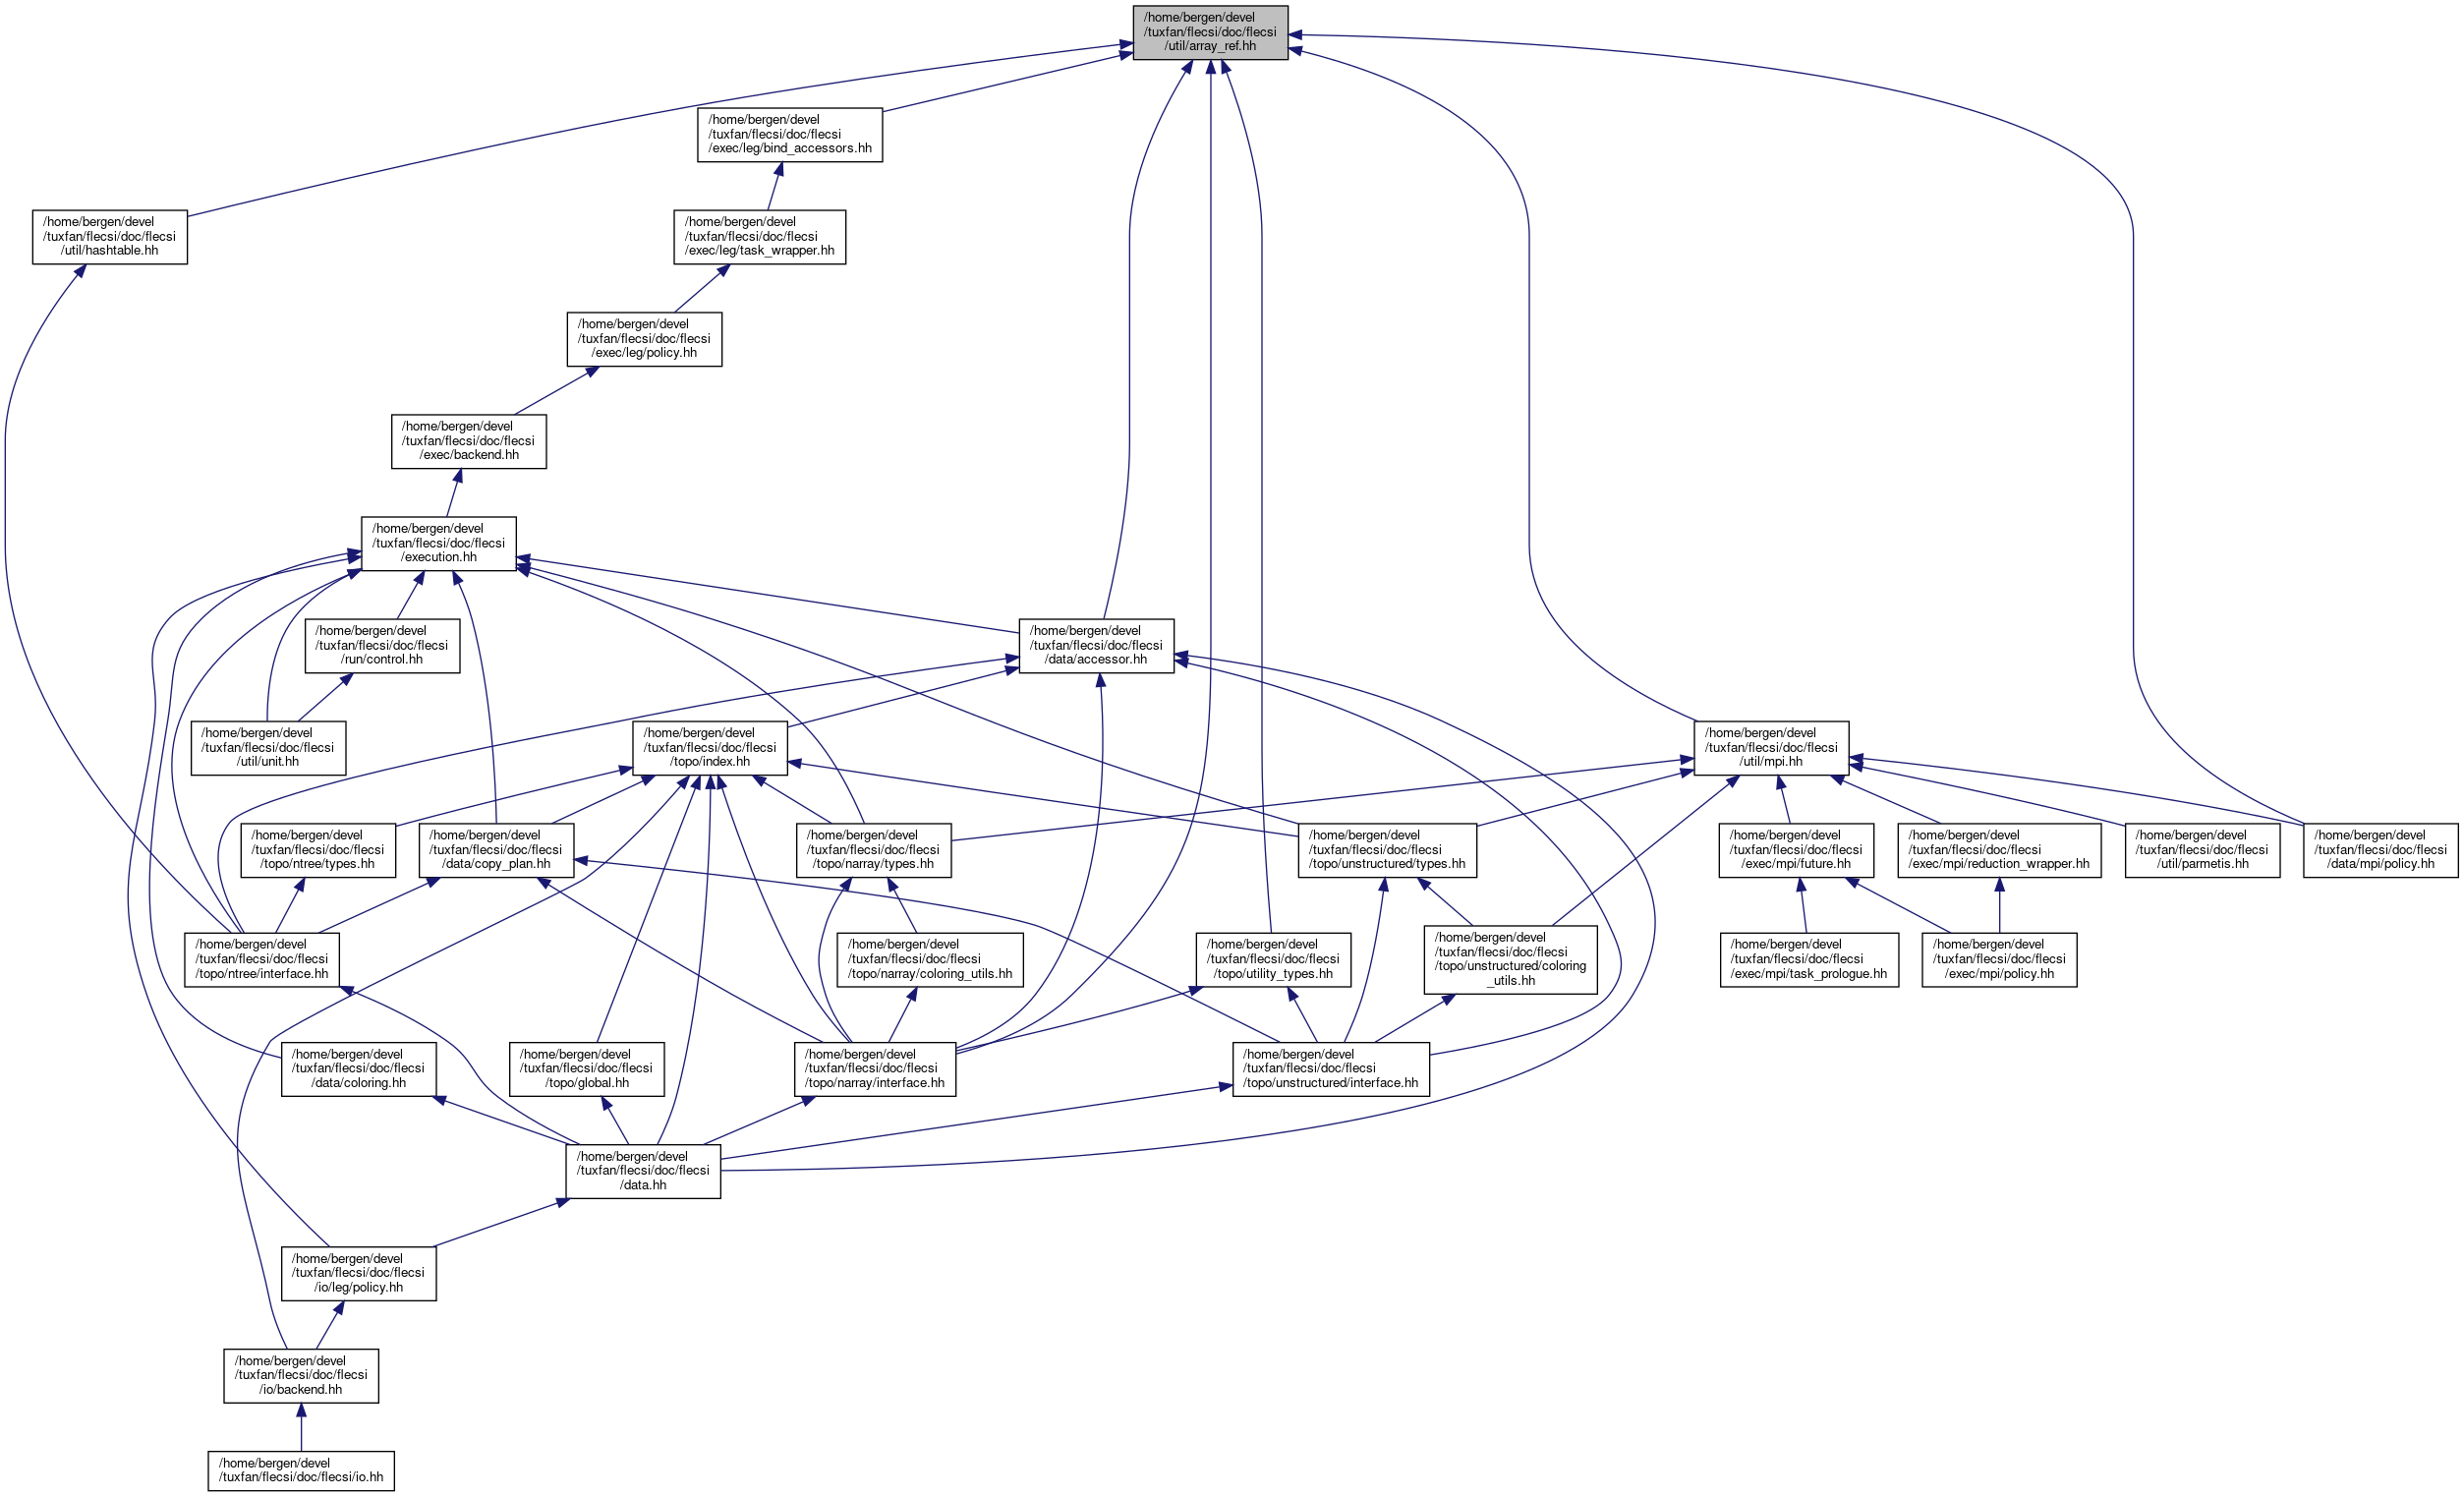 /home/bergen/devel
/tuxfan/flecsi/doc/flecsi
/util/array_ref.hh
/home/bergen/devel
/tuxfan/flecsi/doc/flecsi
/exec/leg/bind_accessors.hh
/home/bergen/devel
/tuxfan/flecsi/doc/flecsi
/util/hashtable.hh
/home/bergen/devel
/tuxfan/flecsi/doc/flecsi
/exec/leg/task_wrapper.hh
/home/bergen/devel
/tuxfan/flecsi/doc/flecsi
/exec/leg/policy.hh
/home/bergen/devel
/tuxfan/flecsi/doc/flecsi
/exec/backend.hh
/home/bergen/devel
/tuxfan/flecsi/doc/flecsi
/execution.hh
/home/bergen/devel
/tuxfan/flecsi/doc/flecsi
/run/control.hh
/home/bergen/devel
/tuxfan/flecsi/doc/flecsi
/data/accessor.hh
/home/bergen/devel
/tuxfan/flecsi/doc/flecsi
/util/unit.hh
/home/bergen/devel
/tuxfan/flecsi/doc/flecsi
/topo/index.hh
/home/bergen/devel
/tuxfan/flecsi/doc/flecsi
/util/mpi.hh
/home/bergen/devel
/tuxfan/flecsi/doc/flecsi
/topo/ntree/types.hh
/home/bergen/devel
/tuxfan/flecsi/doc/flecsi
/data/copy_plan.hh
/home/bergen/devel
/tuxfan/flecsi/doc/flecsi
/topo/narray/types.hh
/home/bergen/devel
/tuxfan/flecsi/doc/flecsi
/topo/unstructured/types.hh
/home/bergen/devel
/tuxfan/flecsi/doc/flecsi
/exec/mpi/future.hh
/home/bergen/devel
/tuxfan/flecsi/doc/flecsi
/exec/mpi/reduction_wrapper.hh
/home/bergen/devel
/tuxfan/flecsi/doc/flecsi
/util/parmetis.hh
/home/bergen/devel
/tuxfan/flecsi/doc/flecsi
/data/mpi/policy.hh
/home/bergen/devel
/tuxfan/flecsi/doc/flecsi
/topo/ntree/interface.hh
/home/bergen/devel
/tuxfan/flecsi/doc/flecsi
/topo/narray/coloring_utils.hh
/home/bergen/devel
/tuxfan/flecsi/doc/flecsi
/topo/utility_types.hh
/home/bergen/devel
/tuxfan/flecsi/doc/flecsi
/topo/unstructured/coloring
_utils.hh
/home/bergen/devel
/tuxfan/flecsi/doc/flecsi
/exec/mpi/task_prologue.hh
/home/bergen/devel
/tuxfan/flecsi/doc/flecsi
/exec/mpi/policy.hh
/home/bergen/devel
/tuxfan/flecsi/doc/flecsi
/data/coloring.hh
/home/bergen/devel
/tuxfan/flecsi/doc/flecsi
/topo/global.hh
/home/bergen/devel
/tuxfan/flecsi/doc/flecsi
/topo/narray/interface.hh
/home/bergen/devel
/tuxfan/flecsi/doc/flecsi
/topo/unstructured/interface.hh
/home/bergen/devel
/tuxfan/flecsi/doc/flecsi
/data.hh
/home/bergen/devel
/tuxfan/flecsi/doc/flecsi
/io/leg/policy.hh
/home/bergen/devel
/tuxfan/flecsi/doc/flecsi
/io/backend.hh
/home/bergen/devel
/tuxfan/flecsi/doc/flecsi/io.hh